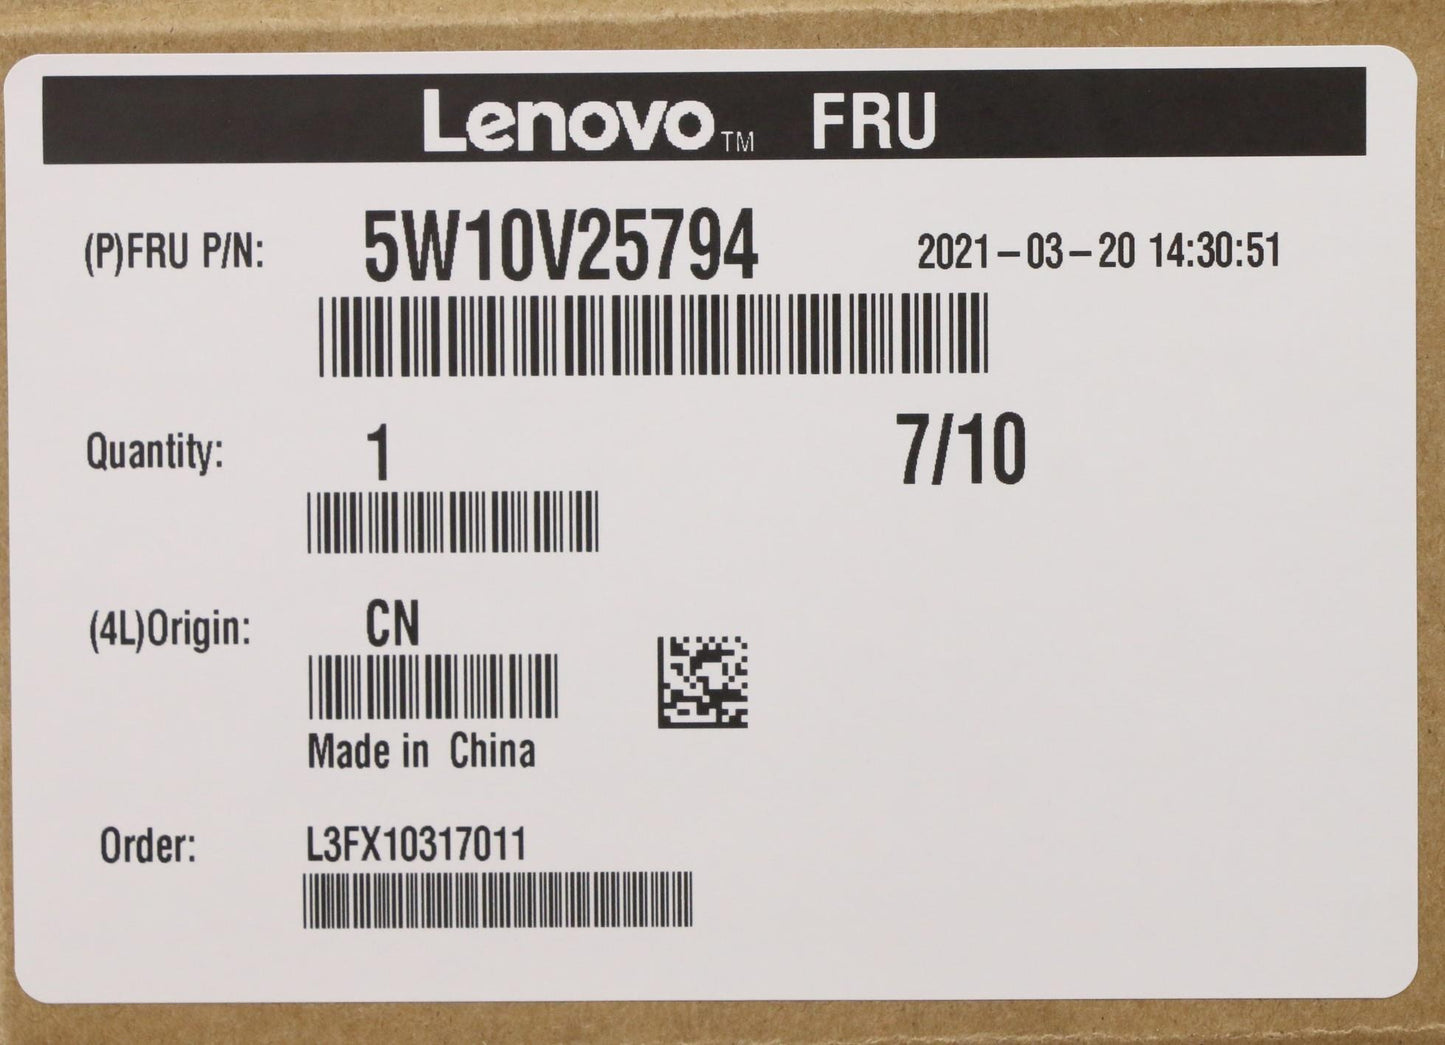 Lenovo™ FRU
(P)FRU P/N: 5W10V25794 2021-03-20 14:30:51
Quantity: 1 7/10
(4L)Origin: CN
Made in China
Order: L3FX10317011